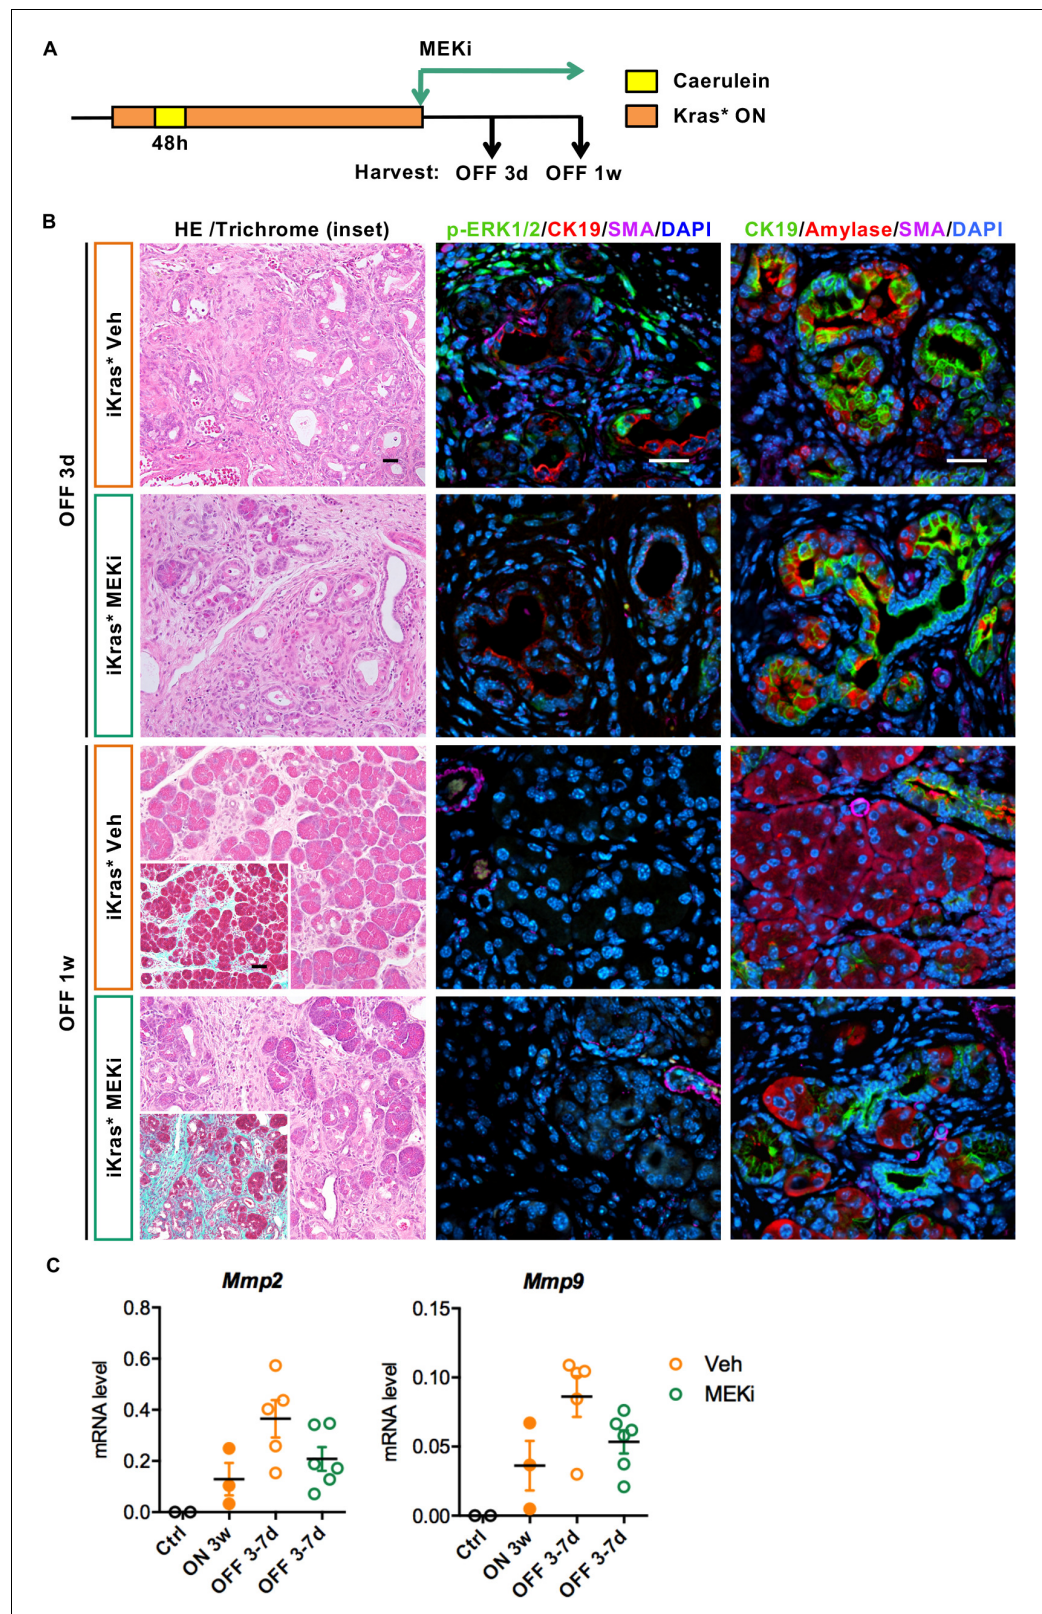 A
MEKi
Caerulein
Kras* ON
48h
Harvest: OFF 3d OFF 1w
B
HE /Trichrome (inset)
p-ERK1/2/CK19/SMA/DAPI
CK19/Amylase/SMA/DAPI
OFF 3d
iKras* Veh
iKras* MEKi
OFF 1w
iKras* Veh
iKras* MEKi
C
Mmp2
mRNA level
0.8
0.6
0.4
0.2
0.0
Ctrl
ON 3w
OFF 3-7d
OFF 3-7d
Mmp9
mRNA level
0.15
0.10
0.05
0.00
Ctrl
ON 3w
OFF 3-7d
OFF 3-7d
Veh
MEKi